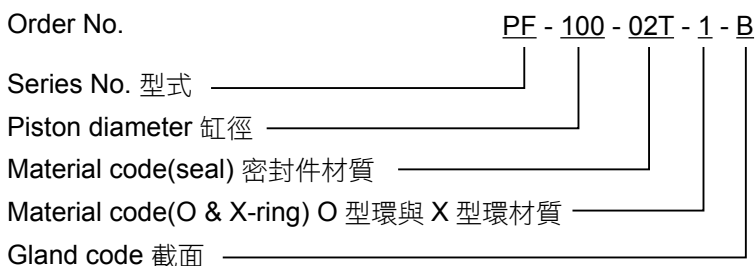 Order No. PF - 100 - 02T - 1 - B
Series No. 型式
Piston diameter 缸徑
Material code(seal) 密封件材質
Material code(O & X-ring) O 型環與 X 型環材質
Gland code 截面